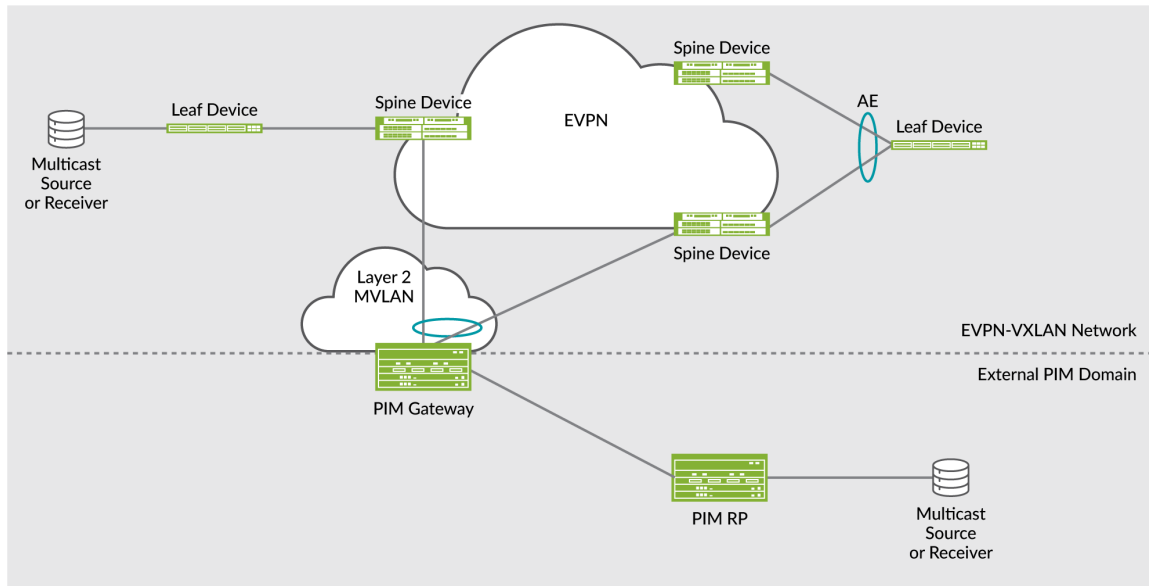 Spine Device
AE
Leaf Device
Spine Device
EVPN
Leaf Device
Multicast
Source
or Receiver
Spine Device
Layer 2
MVLAN
EVPN-VXLAN Network
External PIM Domain
PIM Gateway
PIM RP
Multicast
Source
or Receiver